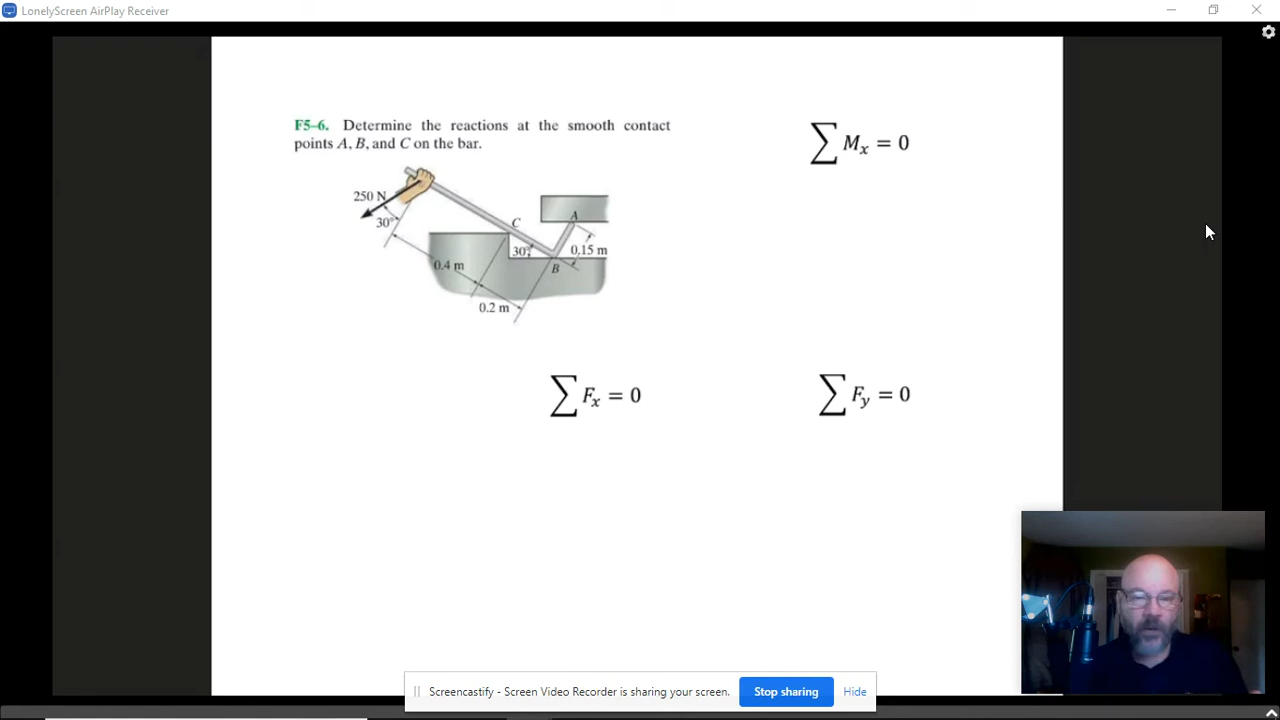 LonelyScreen AirPlay Receiver
F5–6. Determine the reactions at the smooth contact
points A, B, and C on the bar.
∑ Mx = 0
250 N
30°
C
A
30°
0.15 m
0.4 m
B
0.2 m
∑ Fx = 0
∑ Fy = 0
Screencastify - Screen Video Recorder is sharing your screen.
Stop sharing
Hide